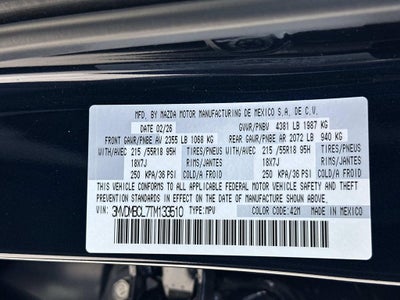 MFD. BY MAZDA MOTOR MANUFACTURING DE MEXICO S.A. DE C.V.
DATE 02/26 GVWR/PNBV 4381 LB 1987 KG
FRONT GAWR/PNBE AV 2355 LB 1068 KG REAR GAWR/PNBE AR 2072 LB 940 KG
WITH/AVEC 215 /55R18 95H TIRES/PNEUS WITH/AVEC 215 /55R18 95H TIRES/PNEUS
18X7J RIMS/JANTES 18X7J RIMS/JANTES
250 KPA/36 PSI COLD/A FROID 250 KPA/36 PSI COLD/A FROID
THIS VEHICLE CONFORMS TO ALL APPLICABLE FEDERAL MOTOR VEHICLE SAFETY
STANDARDS IN EFFECT ON THE DATE OF MANUFACTURE SHOWN ABOVE.
VIN: 3MVDMBCL7TM133510 TYPE: MPV COLOR CODE: 42M MADE IN MEXICO